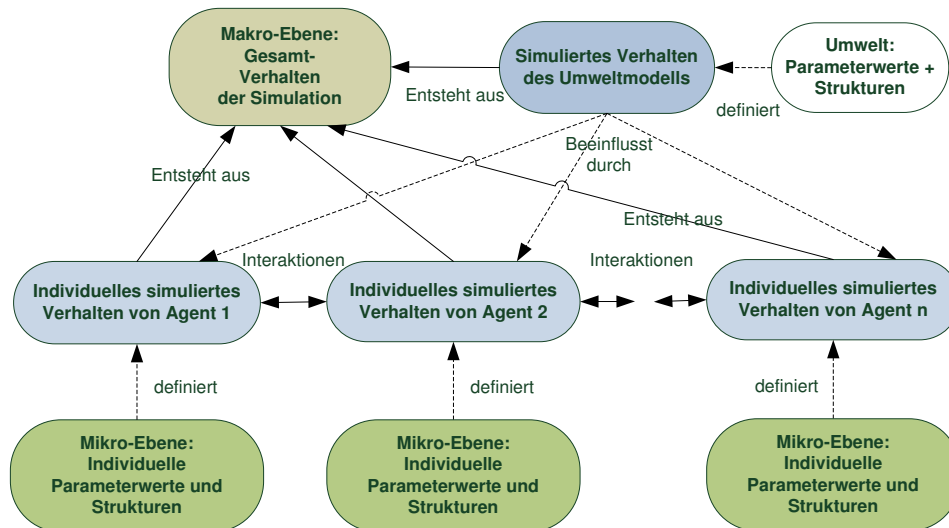 Makro-Ebene:
Gesamt-
Verhalten
der Simulation
Simuliertes Verhalten
des Umweltmodells
Umwelt:
Parameterwerte +
Strukturen
Entsteht aus
definiert
Beeinflusst
durch
Entsteht aus
Entsteht aus
Interaktionen
Interaktionen
Individuelles simuliertes
Verhalten von Agent 1
Individuelles simuliertes
Verhalten von Agent 2
Individuelles simuliertes
Verhalten von Agent n
definiert
definiert
definiert
Mikro-Ebene:
Individuelle
Parameterwerte und
Strukturen
Mikro-Ebene:
Individuelle
Parameterwerte und
Strukturen
Mikro-Ebene:
Individuelle
Parameterwerte und
Strukturen